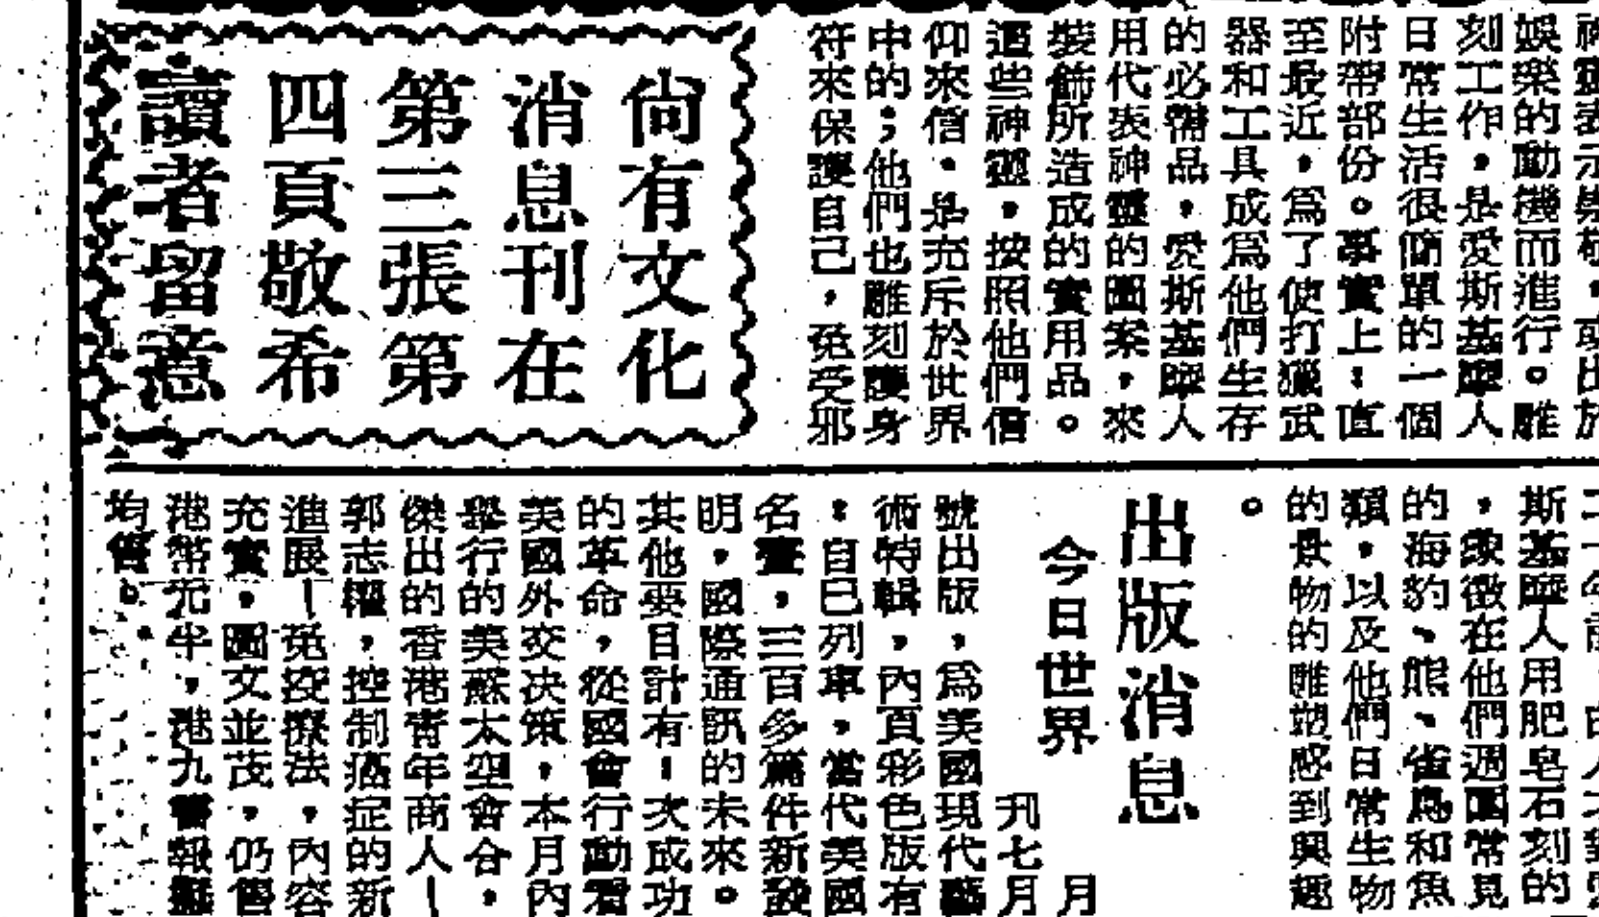 娛樂的動機而進行。雕
刻工作，是愛斯基摩人
日常生活很簡單的一個
附帶部份。事實上：直
至最近，為了使打獵武
器和工具成為他們生存
的必需品，愛斯基摩人
用代表神靈的圖案，來
裝飾所造成的實用品。
這些神靈，按照他們信
仰來信，是充斥於世界
中的；他們也雕刻護身
符來保護自己，免受邪
尙有文化
消息刊在
第三張第
四頁敬希
讀者留意
斯基摩人用肥皂石刻的
，象徵在他們週圍常見
的海豹、熊、雀鳥和魚
類，以及他們日常生物
的景物的雕塑感到興趣
。
出版消息
今日世界
月
刊七月
號出版，為美國現代藝
術特輯，內頁彩色版有
：自巳列車，當代美國
名畫，三百多篇件新設
明，國際通訊的未來。
其他要目計有：一次成功
的革命，從國會行動看
美國外交決策，本月內
舉行的美蘇太空會合，
傑出的香港青年商人—
郭志權，控制癌症的新
進展—免疫療法，內容
充實，圖文並茂，仍售
港幣元半，港九書報攤
均售。